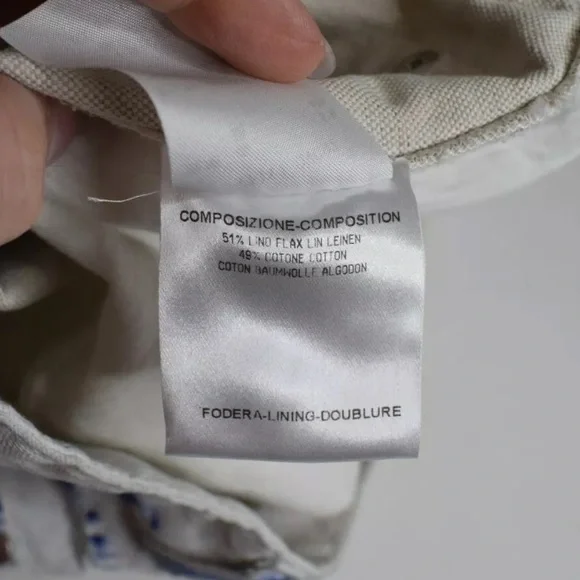 COMPOSIZIONE-COMPOSITION
51% LINO FLAX LIN LEINEN
49% COTONE COTTON
COTON BAUMWOLLE ALGODON
FODERA-LINING-DOUBLURE